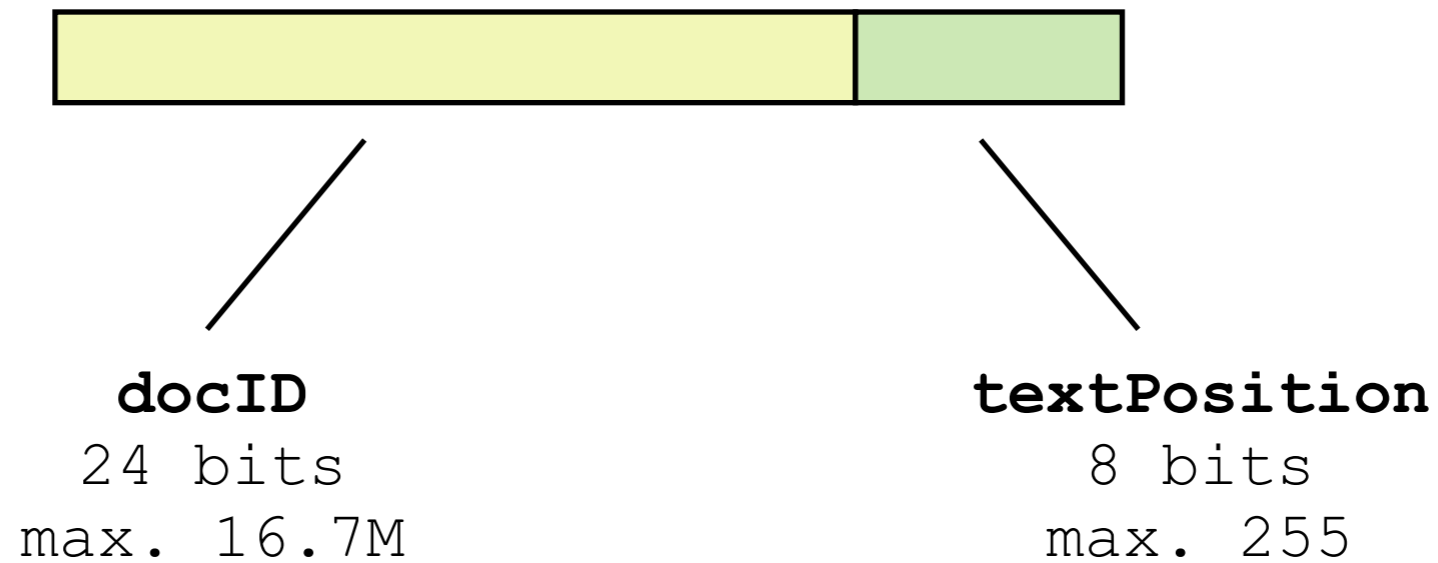 docID
24 bits
max. 16.7M
textPosition
8 bits
max. 255